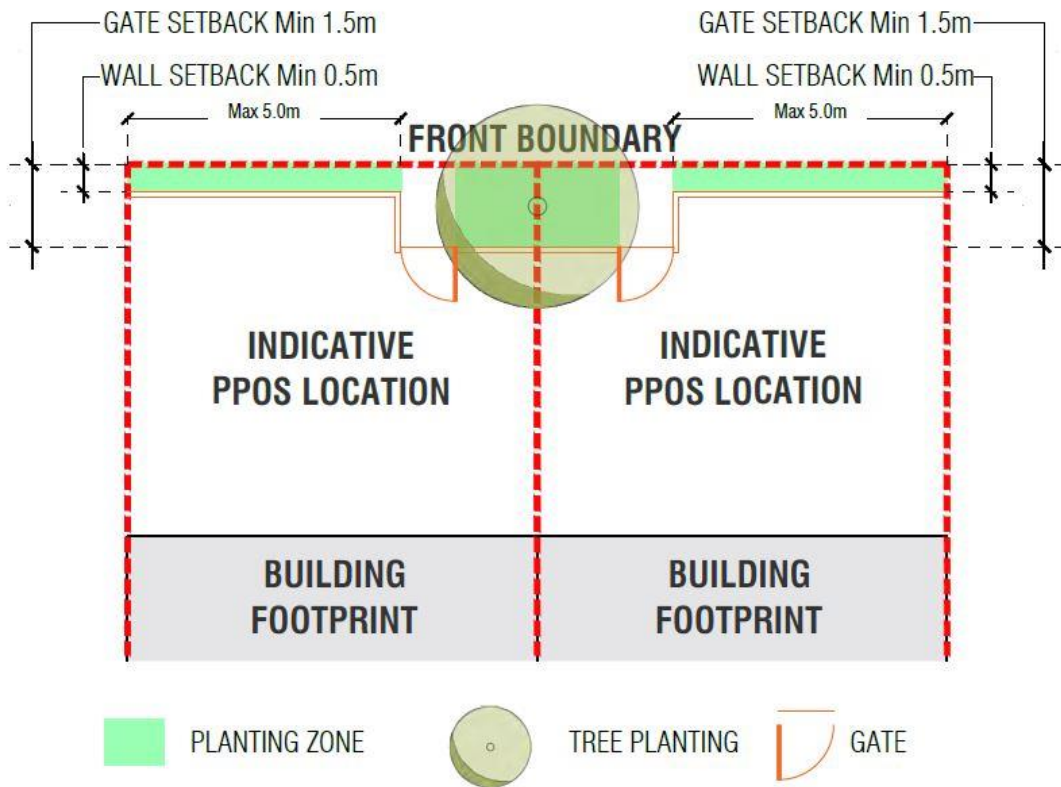 GATE SETBACK Min 1.5m
GATE SETBACK Min 1.5m
WALL SETBACK Min 0.5m
WALL SETBACK Min 0.5m
Max 5.0m
Max 5.0m
FRONT BOUNDARY
INDICATIVE
PPOS LOCATION
INDICATIVE
PPOS LOCATION
BUILDING
FOOTPRINT
BUILDING
FOOTPRINT
PLANTING ZONE
TREE PLANTING
GATE